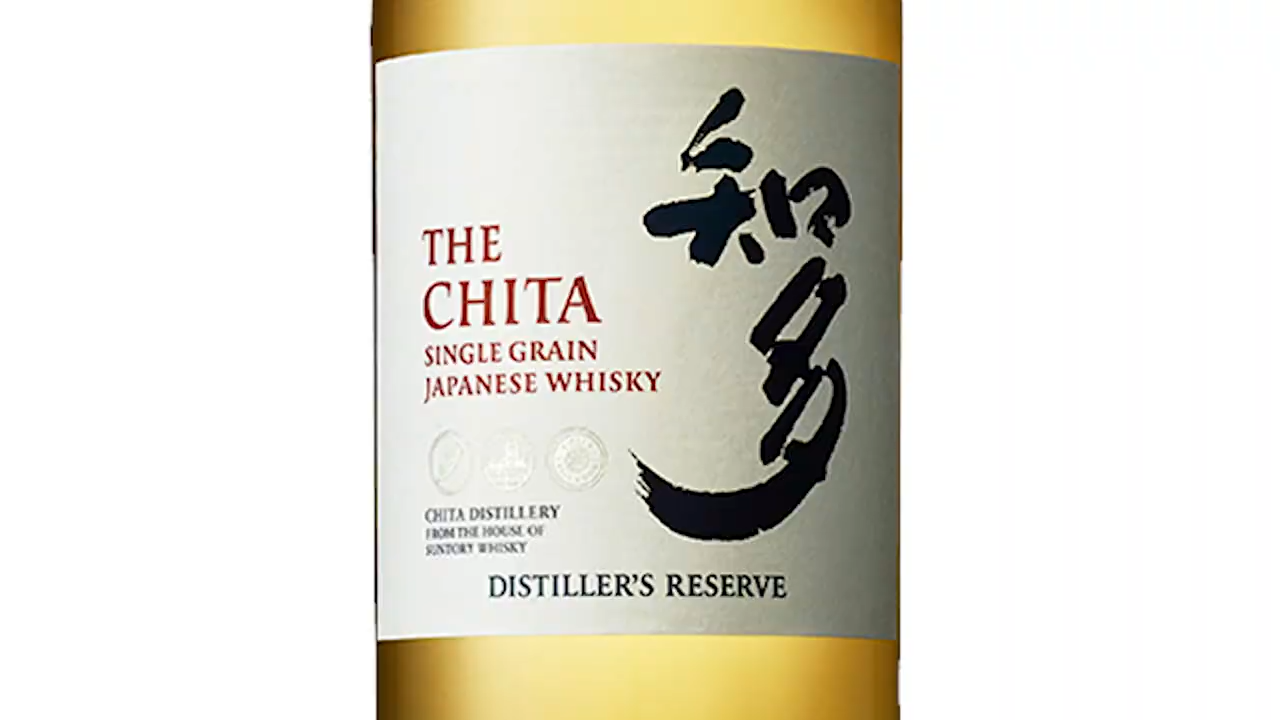 知多
THE
CHITA
SINGLE GRAIN
JAPANESE WHISKY
CHITA DISTILLERY
FROM THE HOUSE OF
SUNTORY WHISKY
DISTILLER'S RESERVE